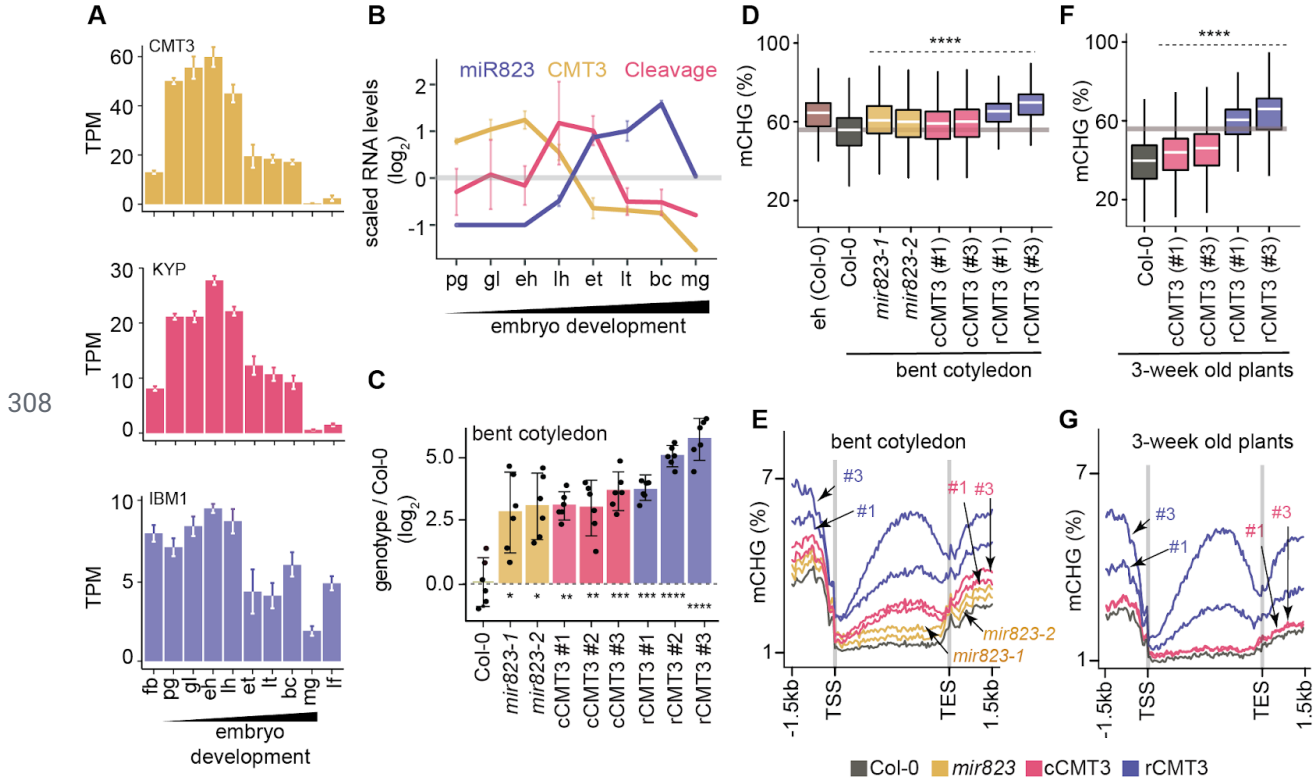 308
A
CMT3
60
40
20
0
TPM
KYP
30
20
10
0
TPM
IBM1
10
5
0
TPM
fb
pg
gl
eh
lh
et
lt
bc
mg
lf
embryo
development
B
miR823 CMT3 Cleavage
2
1
0
-1
scaled RNA levels
(log2)
pg gl eh lh et lt bc mg
embryo development
C
bent cotyledon
5.0
2.5
0.0
genotype / Col-0
(log2)
* * ** ** *** *** **** ****
Col-0
mir823-1
mir823-2
cCMT3 #1
cCMT3 #2
cCMT3 #3
rCMT3 #1
rCMT3 #2
rCMT3 #3
D
****
100
60
20
mCHG (%)
eh (Col-0)
Col-0
mir823-1
mir823-2
cCMT3 (#1)
cCMT3 (#3)
rCMT3 (#1)
rCMT3 (#3)
bent cotyledon
F
****
100
60
20
mCHG (%)
Col-0
cCMT3 (#1)
cCMT3 (#3)
rCMT3 (#1)
rCMT3 (#3)
3-week old plants
E
bent cotyledon
7
1
mCHG (%)
#3
#1
#1 #3
mir823-2
mir823-1
-1.5kb
TSS
TES
1.5kb
G
3-week old plants
7
1
mCHG (%)
#3
#1
#1
#3
-1.5kb
TSS
TES
1.5kb
Col-0 mir823 cCMT3 rCMT3